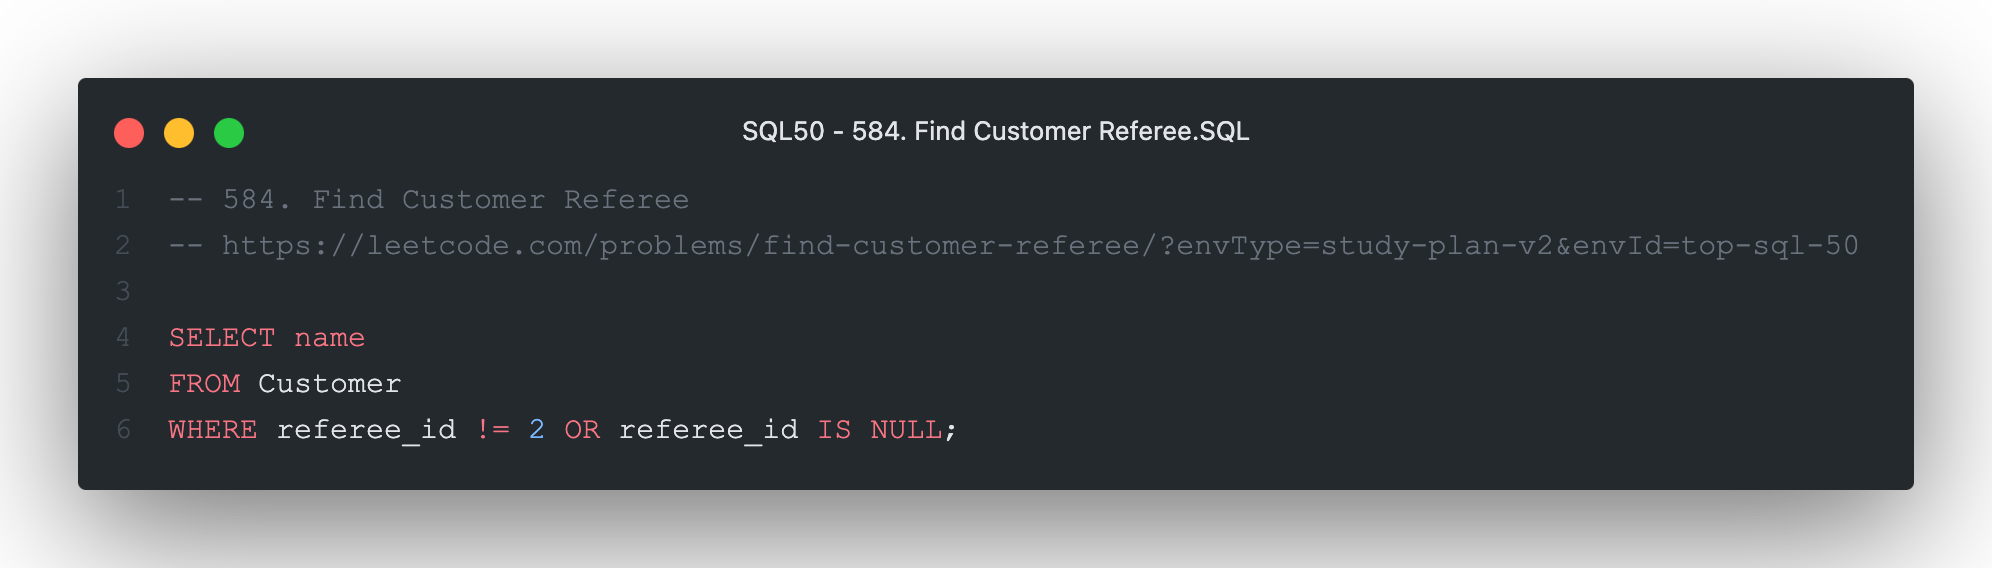 SQL50 - 584. Find Customer Referee.SQL
1 -- 584. Find Customer Referee
2 -- https://leetcode.com/problems/find-customer-referee/?envType=study-plan-v2&envId=top-sql-50
3
4 SELECT name
5 FROM Customer
6 WHERE referee_id != 2 OR referee_id IS NULL;